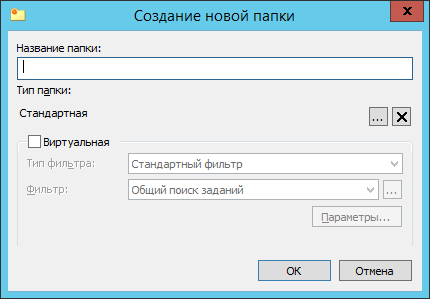 Создание новой папки
Название папки:
Тип папки:
Стандартная
...
Виртуальная
Тип фильтра:
Стандартный фильтр
Фильтр:
Общий поиск заданий
...
Параметры...
ОК
Отмена